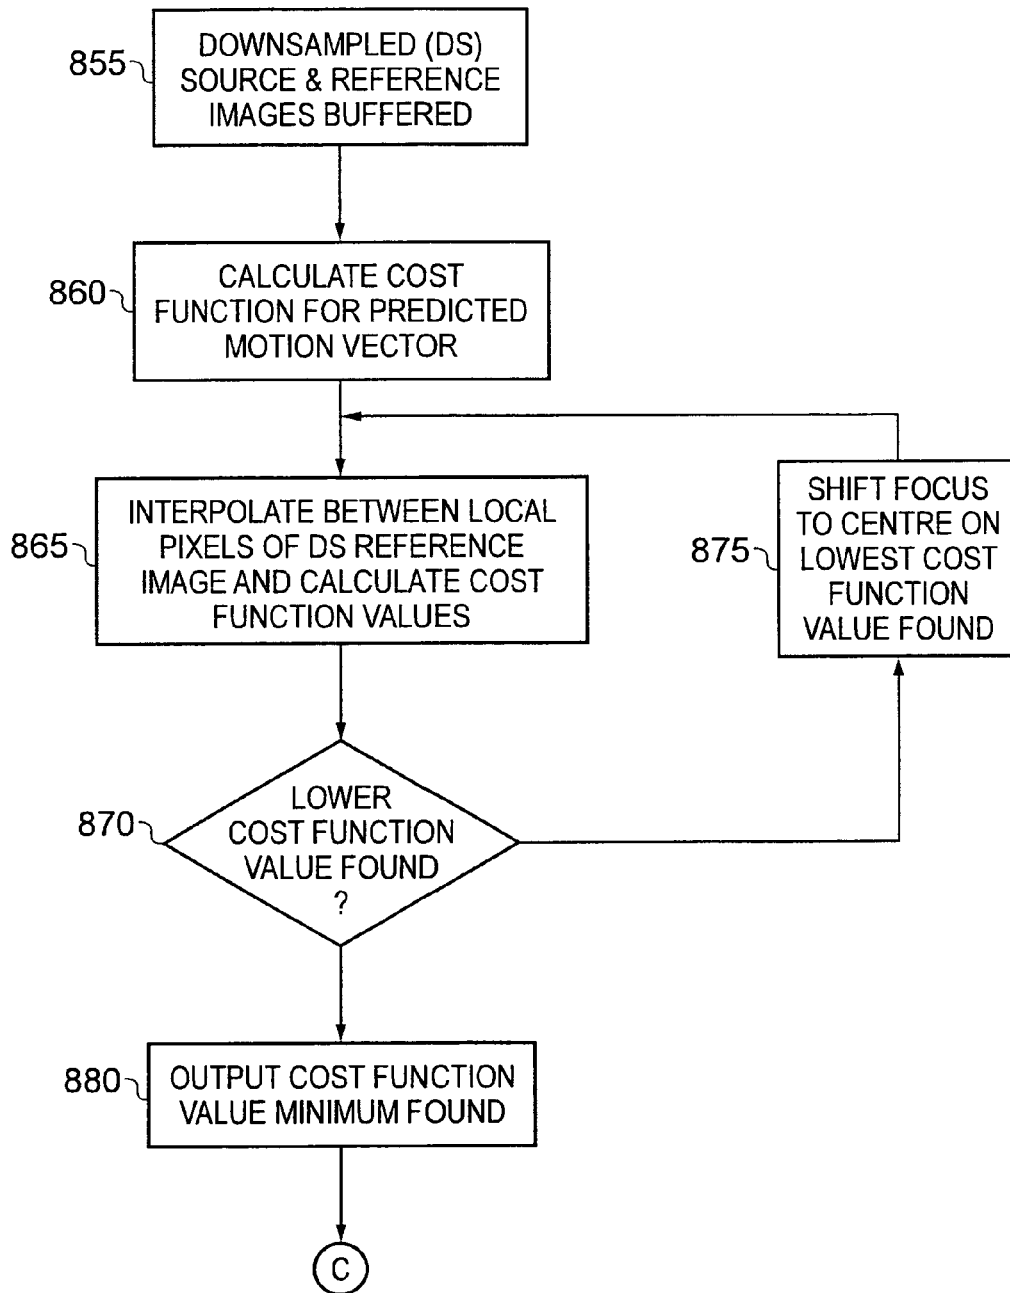 855
DOWNSAMPLED (DS)
SOURCE & REFERENCE
IMAGES BUFFERED
860
CALCULATE COST
FUNCTION FOR PREDICTED
MOTION VECTOR
865
INTERPOLATE BETWEEN LOCAL
PIXELS OF DS REFERENCE
IMAGE AND CALCULATE COST
FUNCTION VALUES
875
SHIFT FOCUS
TO CENTRE ON
LOWEST COST
FUNCTION
VALUE FOUND
870
LOWER
COST FUNCTION
VALUE FOUND
?
880
OUTPUT COST FUNCTION
VALUE MINIMUM FOUND
C